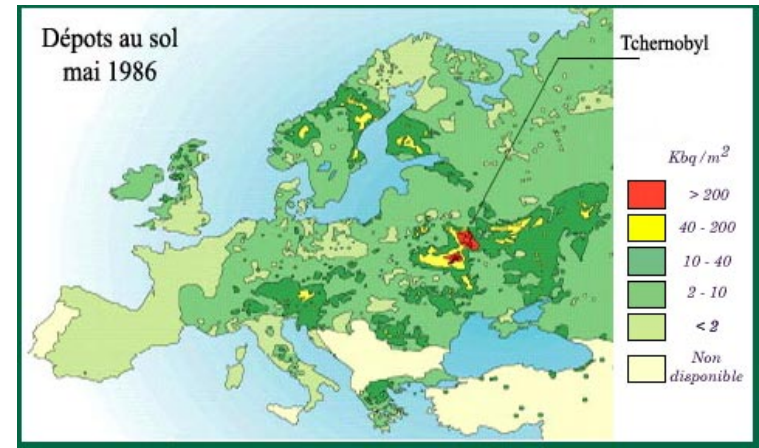 Dépots au sol
mai 1986
Tchernobyl
Kbq/m²
> 200
40 - 200
10 - 40
2 - 10
< 2
Non
disponible